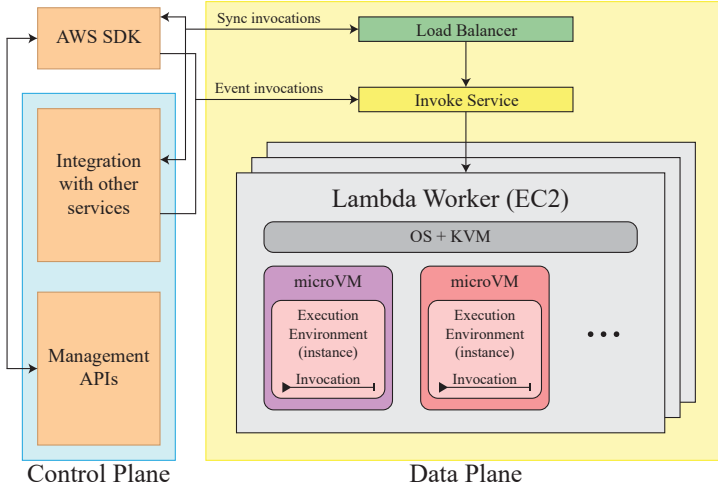 AWS SDK
Sync invocations
Load Balancer
Event invocations
Invoke Service
Integration
with other
services
Lambda Worker (EC2)
OS + KVM
microVM
Execution
Environment
(instance)
Invocation
microVM
Execution
Environment
(instance)
Invocation
Management
APIs
Control Plane
Data Plane